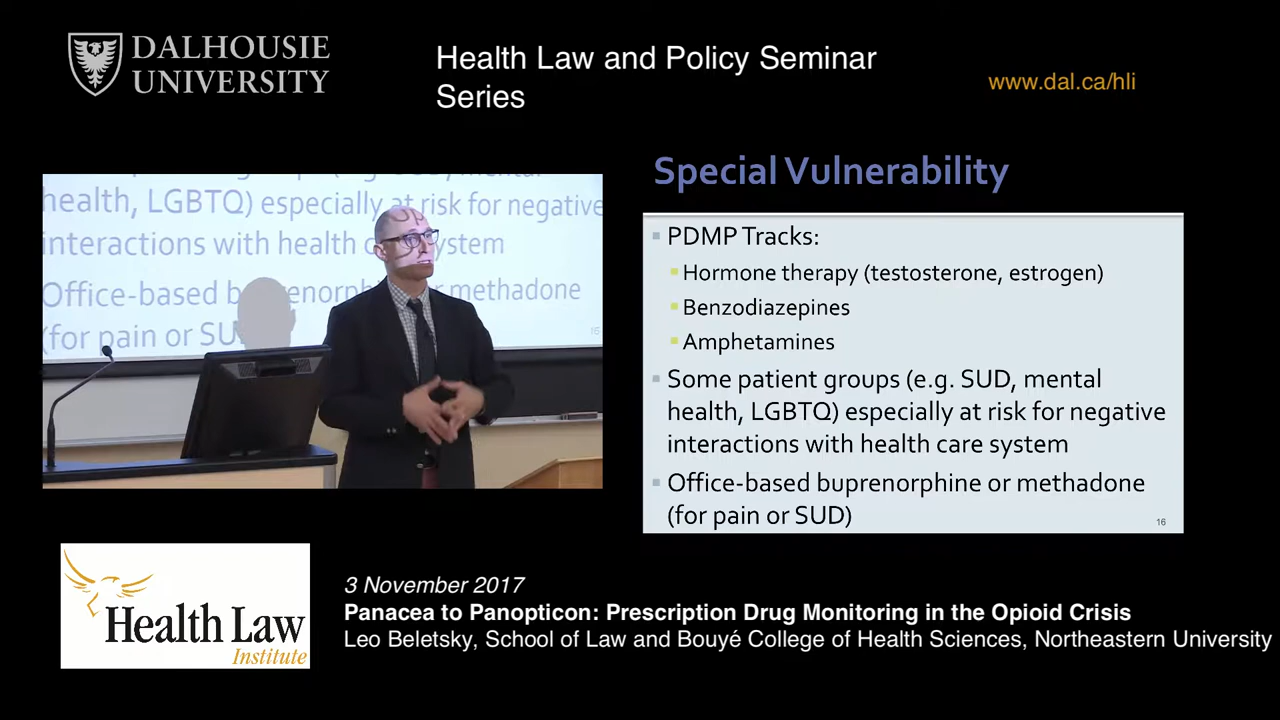 DALHOUSIE
UNIVERSITY
Health Law and Policy Seminar
Series
www.dal.ca/hli
health, LGBTQ) especially at risk for negative
interactions with health system
Office-based methadone
(for pain or SU
16
Special Vulnerability
PDMP Tracks:
Hormone therapy (testosterone, estrogen)
Benzodiazepines
Amphetamines
Some patient groups (e.g. SUD, mental
health, LGBTQ) especially at risk for negative
interactions with health care system
Office-based buprenorphine or methadone
(for pain or SUD)
16
Health Law
Institute
3 November 2017
Panacea to Panopticon: Prescription Drug Monitoring in the Opioid Crisis
Leo Beletsky, School of Law and Bouyé College of Health Sciences, Northeastern University